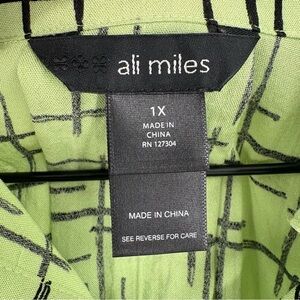 ali miles
1X
MADE IN
CHINA
RN 127304
MADE IN CHINA
SEE REVERSE FOR CARE